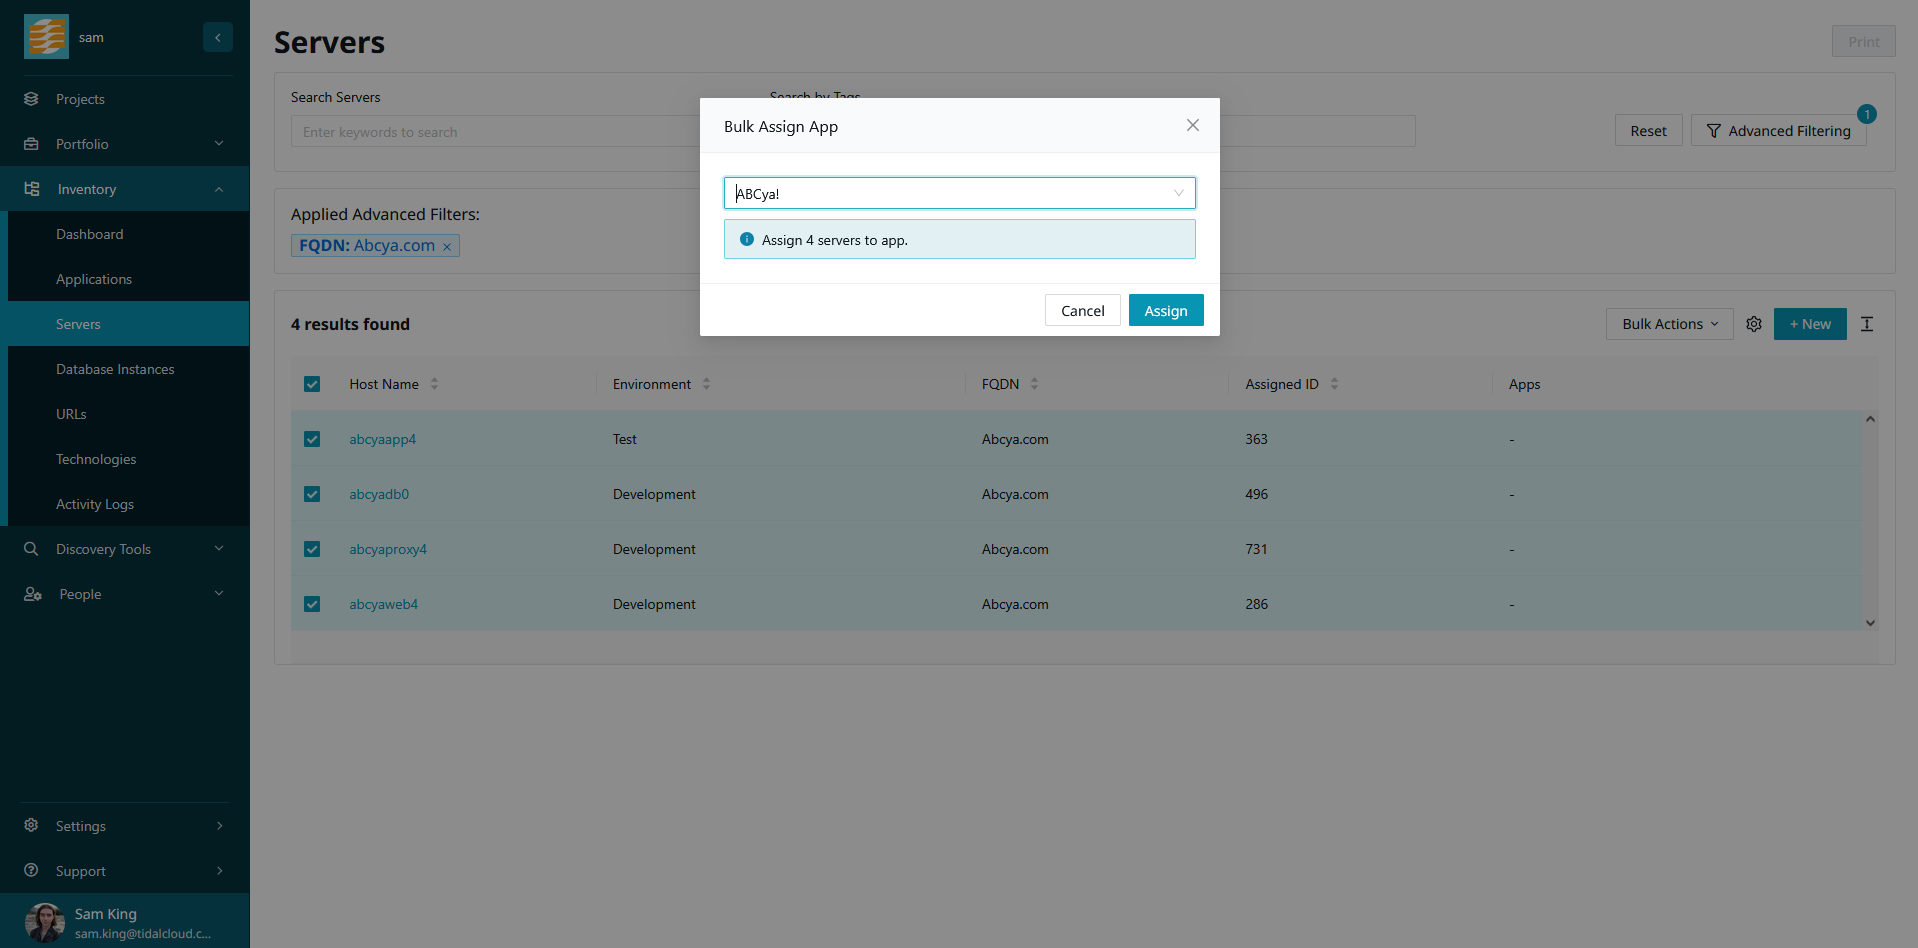 sam
Projects
Portfolio
Inventory
Dashboard
Applications
Servers
Database Instances
URLs
Technologies
Activity Logs
Discovery Tools
People
Settings
Support
Sam King
sam.king@tidalcloud.c...
Servers
Print
Search Servers
Enter keywords to search
Search by Tags
Reset
Advanced Filtering
1
Applied Advanced Filters:
FQDN: Abcya.com ×
Bulk Assign App
ABCya!
Assign 4 servers to app.
Cancel
Assign
4 results found
Bulk Actions
+ New
Host Name Environment FQDN Assigned ID Apps
abcyaapp4 Test Abcya.com 363 -
abcyadb0 Development Abcya.com 496 -
abcyaproxy4 Development Abcya.com 731 -
abcyaweb4 Development Abcya.com 286 -